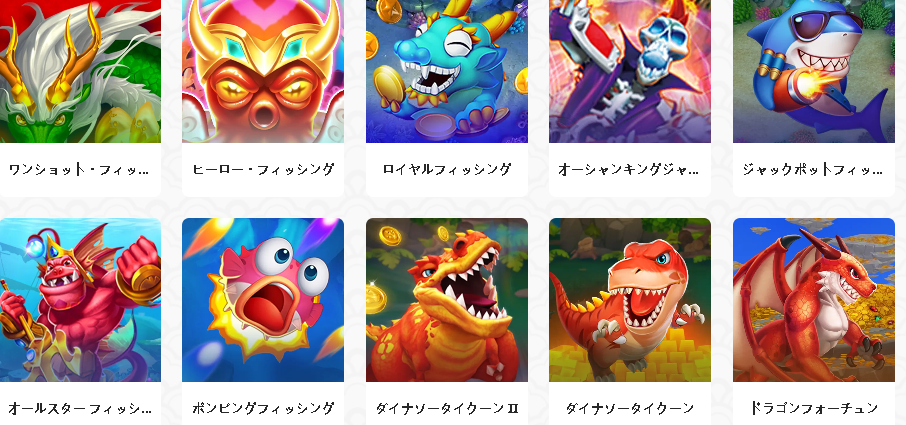 ワンショット・フィッ...
ヒーロー・フィッシング
ロイヤルフィッシング
オーシャンキングジャ...
ジャックポットフィッ...
オールスターフィッシ...
ボンビングフィッシング
ダイナソータイクーンII
ダイナソータイクーン
ドラゴンフォーチュン